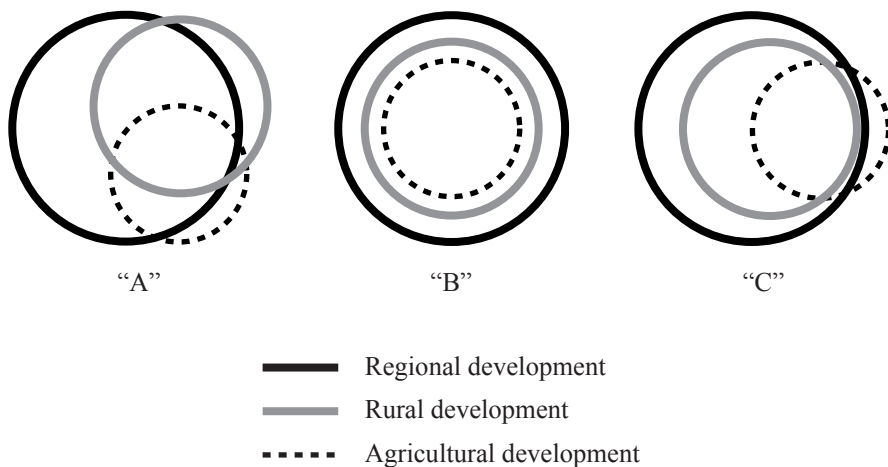 “A”
“B”
“C”
Regional development
Rural development
Agricultural development